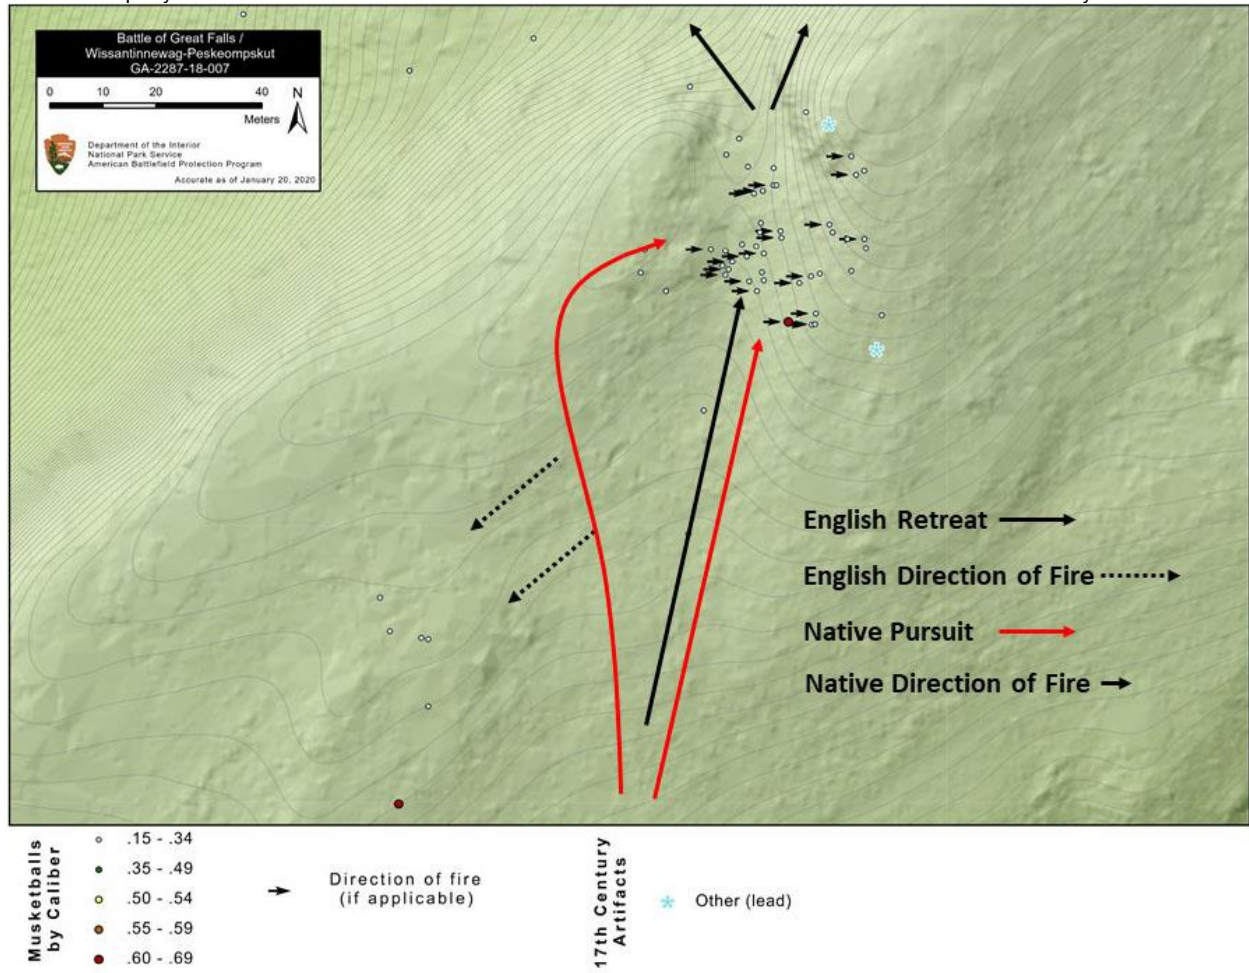 Battle of Great Falls /
Wissantinnewag-Peskeompskut
GA-2287-18-007
0 10 20 40
Meters
N
Department of the Interior
National Park Service
American Battlefield Protection Program
Accurate as of January 20, 2020
English Retreat
English Direction of Fire
Native Pursuit
Native Direction of Fire
Musketballs
by Caliber
.15 - .34
.35 - .49
.50 - .54
.55 - .59
.60 - .69
Direction of fire
(if applicable)
17th Century
Artifacts
Other (lead)